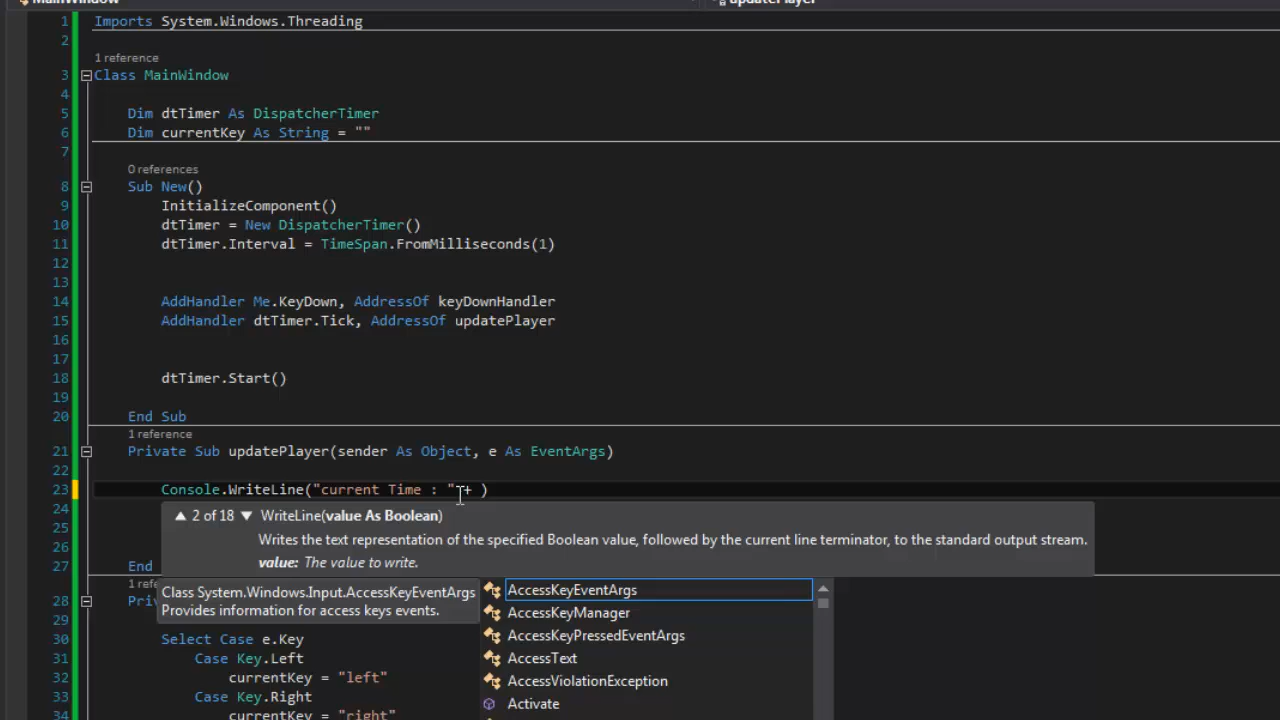 MainWindow updatePlayer
1 Imports System.Windows.Threading
2
1 reference
3 Class MainWindow
4
5 Dim dtTimer As DispatcherTimer
6 Dim currentKey As String = ""
7
0 references
8 Sub New()
9 InitializeComponent()
10 dtTimer = New DispatcherTimer()
11 dtTimer.Interval = TimeSpan.FromMilliseconds(1)
12
13
14 AddHandler Me.KeyDown, AddressOf keyDownHandler
15 AddHandler dtTimer.Tick, AddressOf updatePlayer
16
17
18 dtTimer.Start()
19
20 End Sub
1 reference
21 Private Sub updatePlayer(sender As Object, e As EventArgs)
22
23 Console.WriteLine("current Time : " + )
24 2 of 18 WriteLine(value As Boolean)
25 Writes the text representation of the specified Boolean value, followed by the current line terminator, to the standard output stream.
26 value: The value to write.
27 End
1 refe
Class System.Windows.Input.AccessKeyEventArgs AccessKeyEventArgs
28 Pri Provides information for access keys events. AccessKeyManager
29 AccessKeyPressedEventArgs
30 Select Case e.Key
31 Case Key.Left AccessText
32 currentKey = "left" AccessViolationException
33 Case Key.Right Activate
34 currentKey = "right"